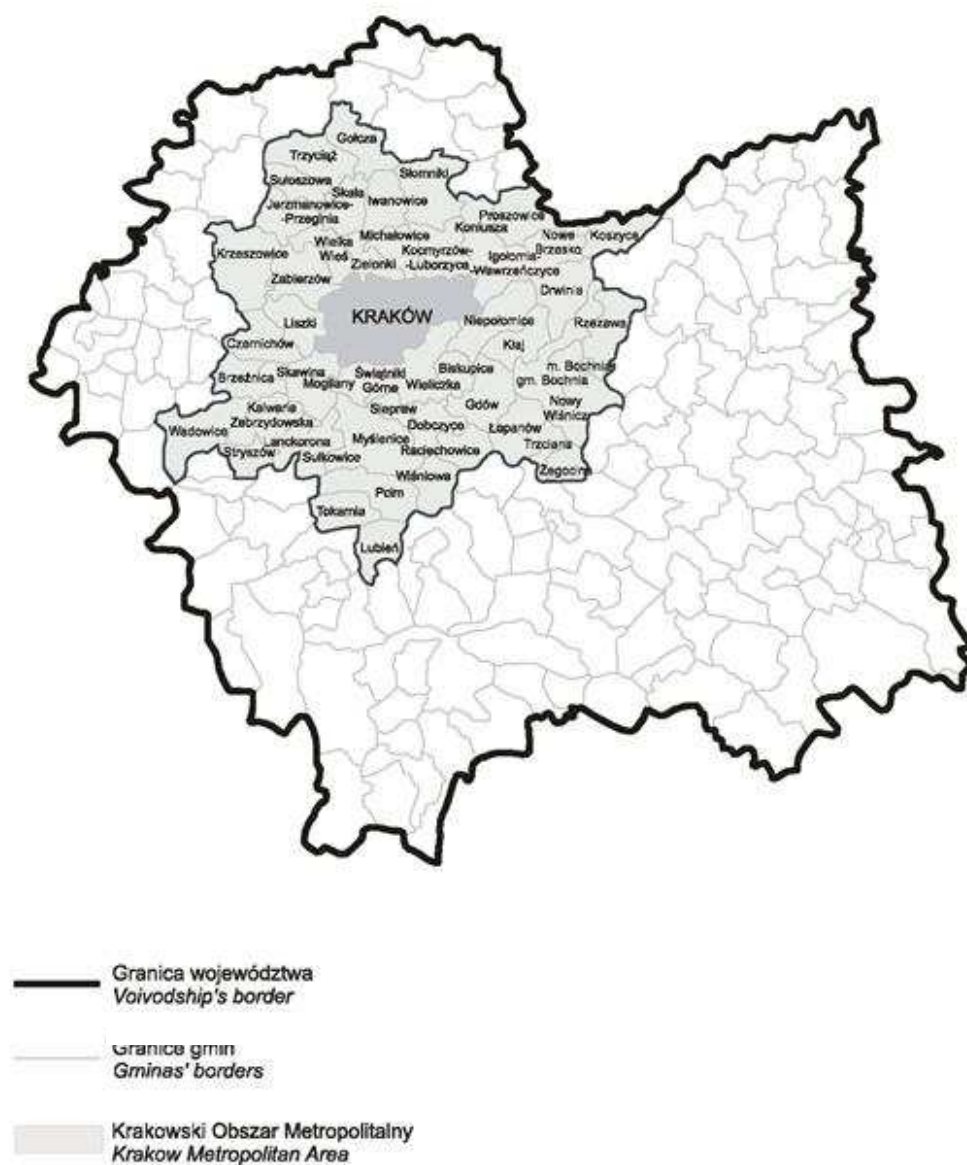 Gołcza
Trzyciąż
Słomniki
Sułoszowa
Skała
Iwanowice
Jerzmanowice-
-Przeginia
Proszowice
Koniusza
Nowe
Brzesko
Koszyce
Krzeszowice
Wielka
Wieś
Michałowice
Zielonki
Kocmyrzów-
-Luborzyca
Igołomia-
-Wawrzeńczyce
Zabierzów
Drwinia
KRAKÓW
Niepołomice
Rzezawa
Liszki
Czernichów
Kłaj
Brzeźnica
Skawina
Mogilany
Świątniki
Górne
Wieliczka
Biskupice
m. Bochnia
gm. Bochnia
Kalwaria
Zebrzydowska
Siepraw
Gdów
Nowy
Wiśnicz
Wadowice
Dobczyce
Łapanów
Stryszów
Lanckorona
Sułkowice
Myślenice
Raciechowice
Trzciana
Wiśniowa
Żegocina
Pcim
Tokarnia
Lubień
Granica województwa
Voivodship's border
Granice gmin
Gminas' borders
Krakowski Obszar Metropolitalny
Krakow Metropolitan Area